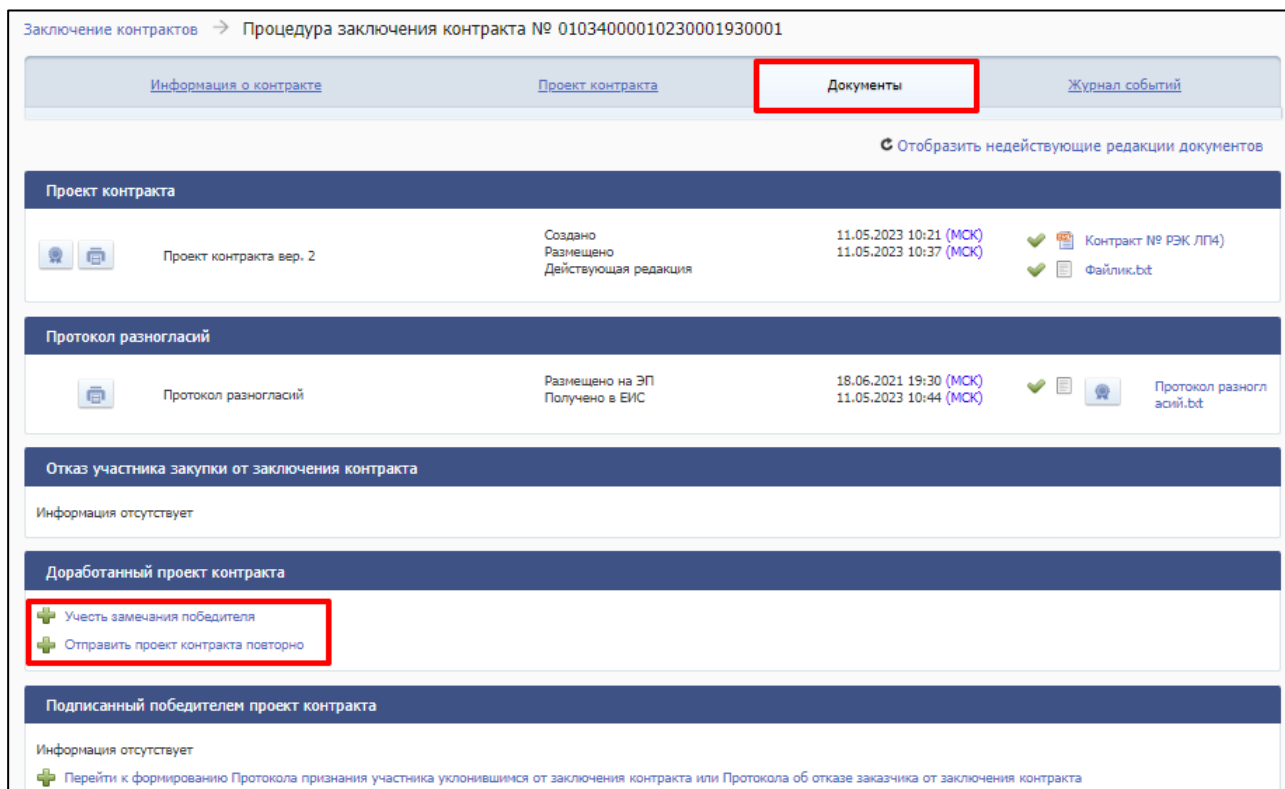 Заключение контрактов → Процедура заключения контракта № 01034000010230001930001
Информация о контракте Проект контракта Документы Журнал событий
Отобразить недействующие редакции документов
Проект контракта
Проект контракта вер. 2
Создано 11.05.2023 10:21 (МСК)
Размещено 11.05.2023 10:37 (МСК)
Действующая редакция
Контракт № РЭК ЛП4)
Файлик.txt
Протокол разногласий
Протокол разногласий
Размещено на ЭП 18.06.2021 19:30 (МСК)
Получено в ЕИС 11.05.2023 10:44 (МСК)
Протокол разногл
асий.txt
Отказ участника закупки от заключения контракта
Информация отсутствует
Доработанный проект контракта
Учесть замечания победителя
Отправить проект контракта повторно
Подписанный победителем проект контракта
Информация отсутствует
Перейти к формированию Протокола признания участника уклонившимся от заключения контракта или Протокола об отказе заказчика от заключения контракта